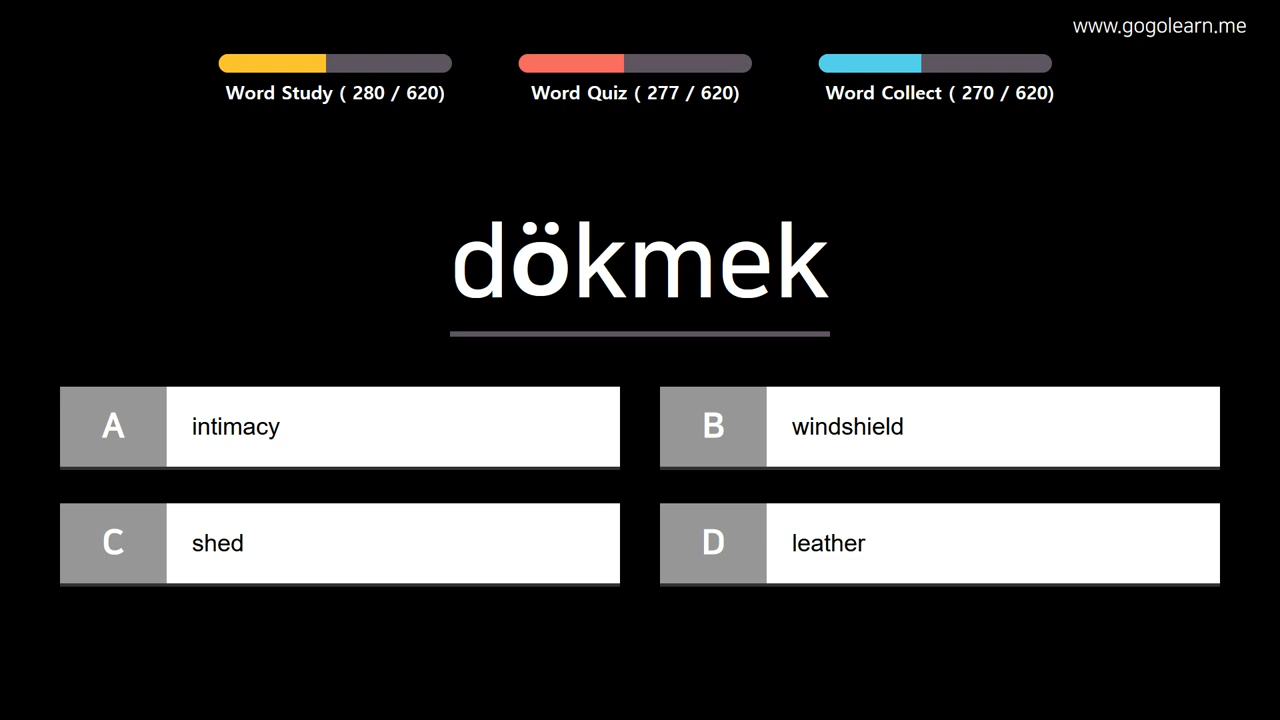 www.gogolearn.me
Word Study ( 280 / 620)
Word Quiz ( 277 / 620)
Word Collect ( 270 / 620)
dökmek
A intimacy
B windshield
C shed
D leather